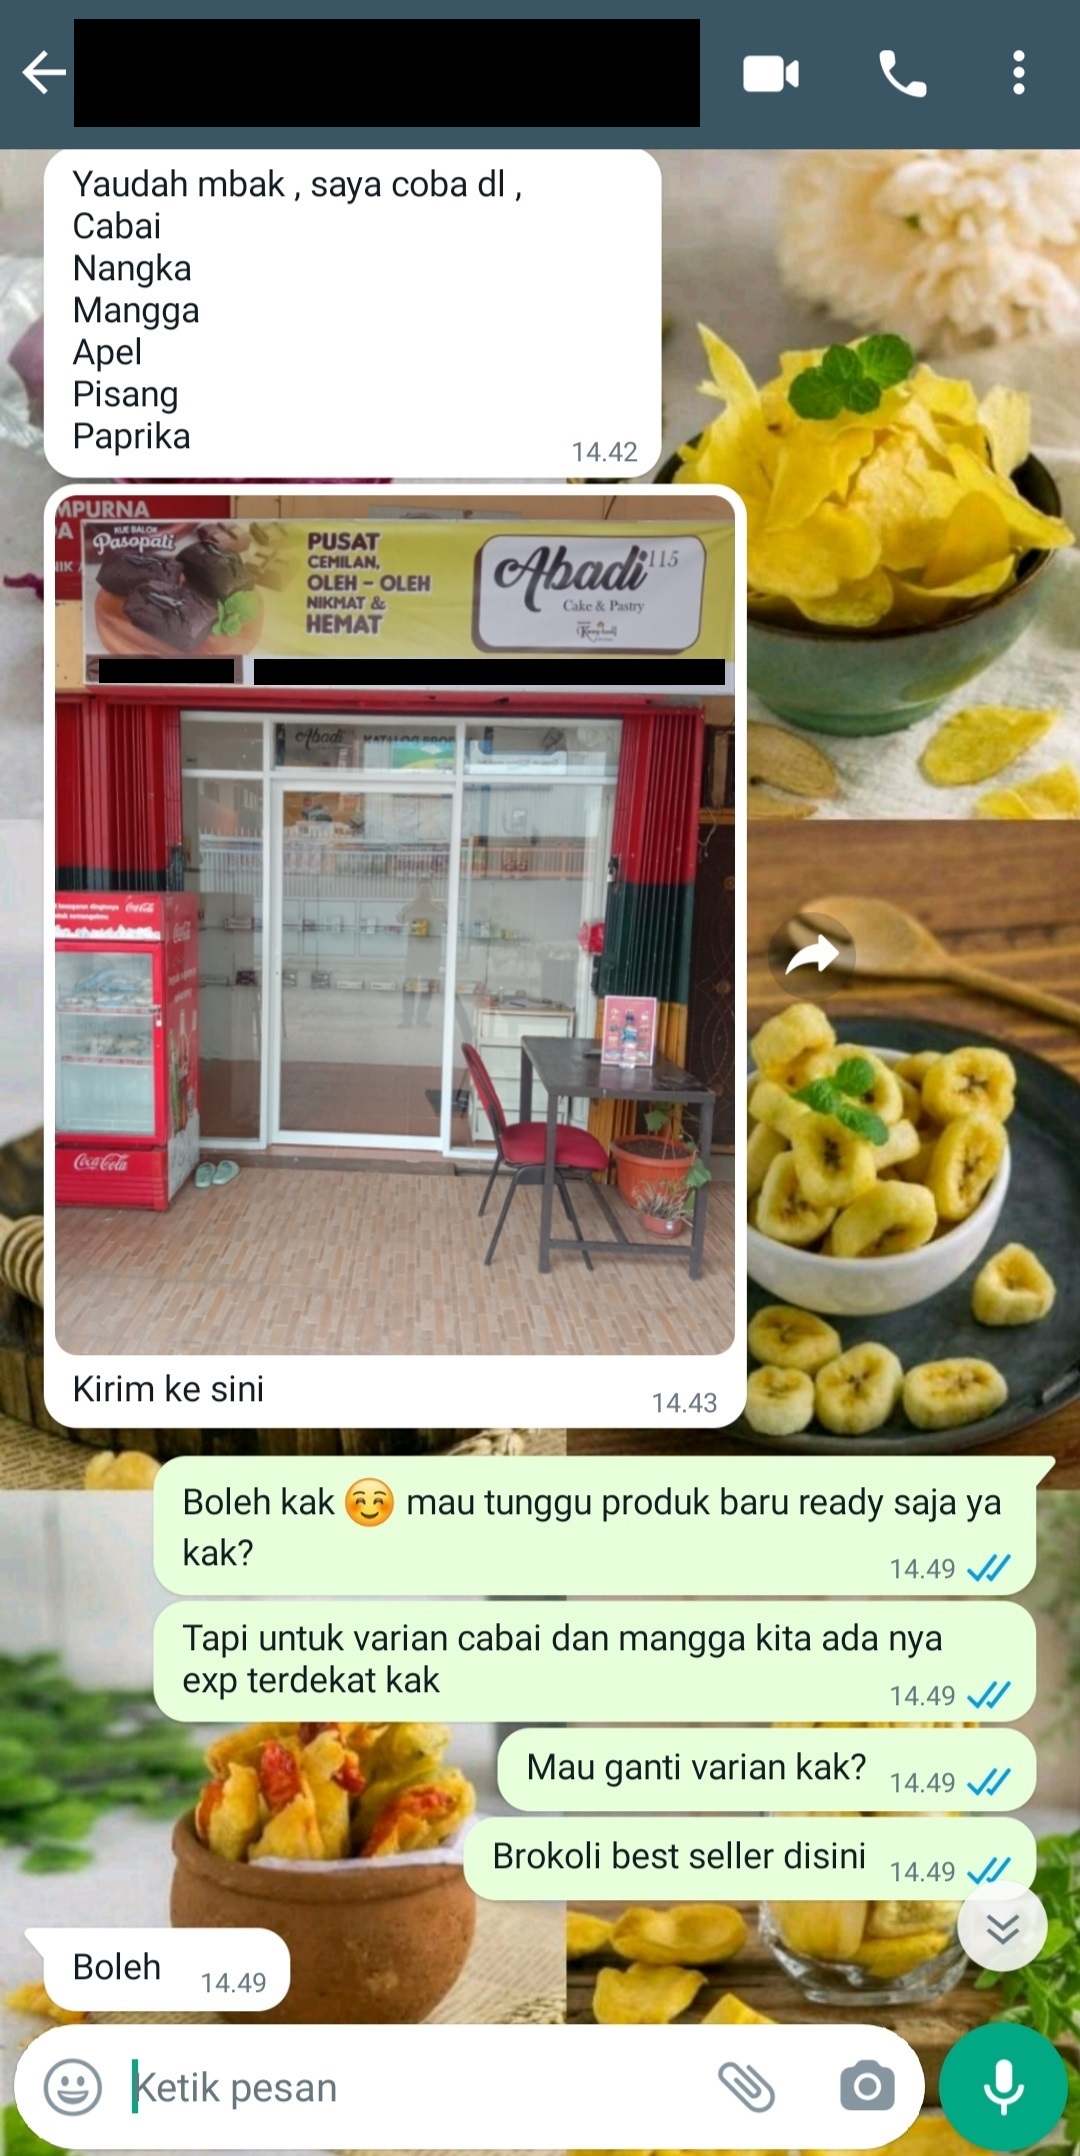 Yaudah mbak , saya coba dl ,
Cabai
Nangka
Mangga
Apel
Pisang
Paprika
14.42
MPURNA
A
KUE BALOK
Pasopati
PUSAT
CEMILAN,
OLEH - OLEH
NIKMAT &
HEMAT
Abadi 115
Cake & Pastry
Abadi
Coca-Cola
Coca-Cola
Coca-Cola
Kirim ke sini
14.43
Boleh kak ☺️ mau tunggu produk baru ready saja ya
kak?
14.49
Tapi untuk varian cabai dan mangga kita ada nya
exp terdekat kak
14.49
Mau ganti varian kak? 14.49
Brokoli best seller disini 14.49
Boleh 14.49
Ketik pesan